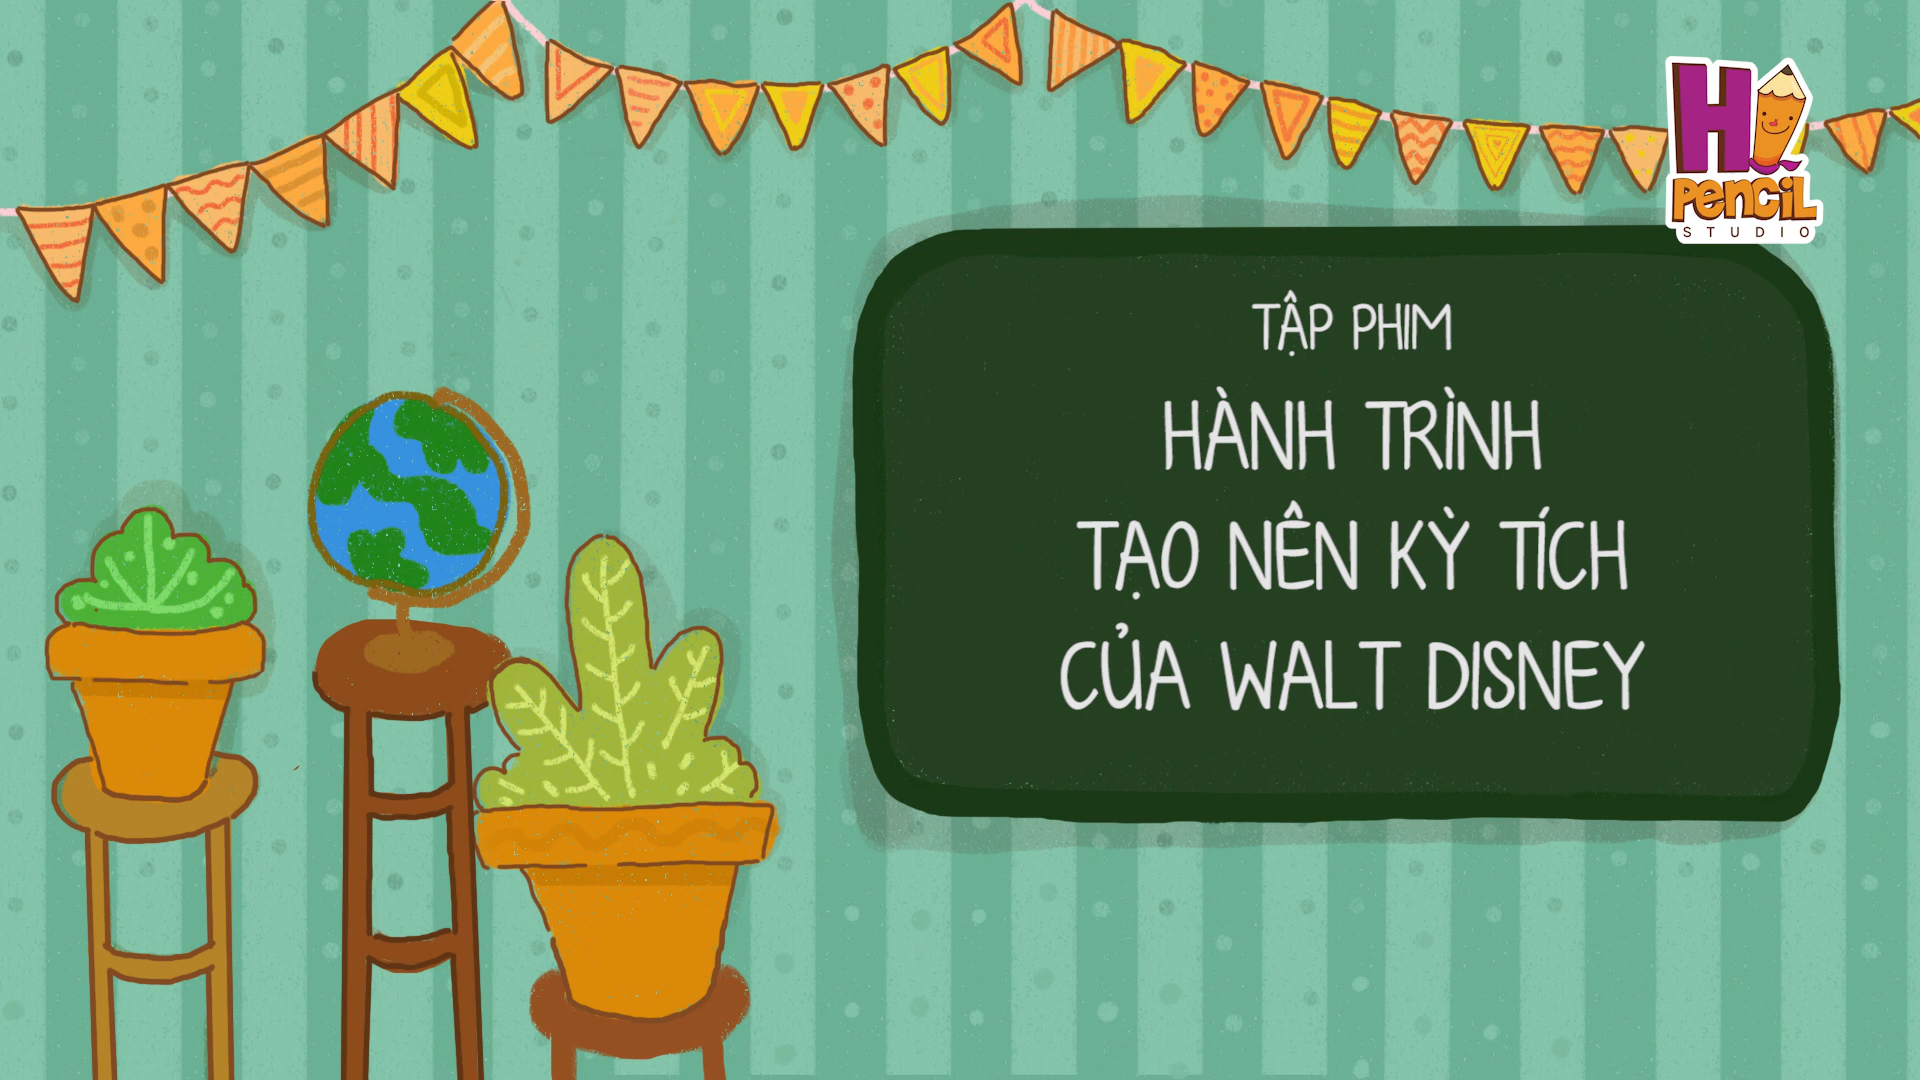 Hi
PENCIL
STUDIO
TẬP PHIM
HÀNH TRÌNH
TẠO NÊN KỲ TÍCH
CỦA WALT DISNEY